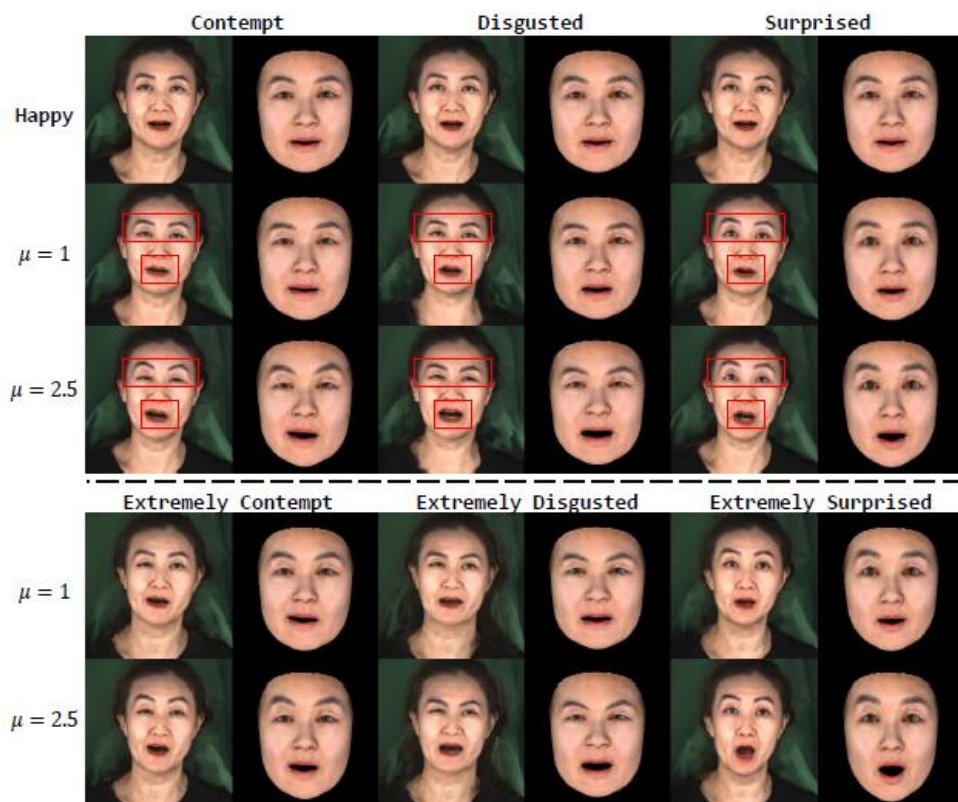 Contempt Disgusted Surprised
Happy
μ = 1
μ = 2.5
Extremely Contempt Extremely Disgusted Extremely Surprised
μ = 1
μ = 2.5